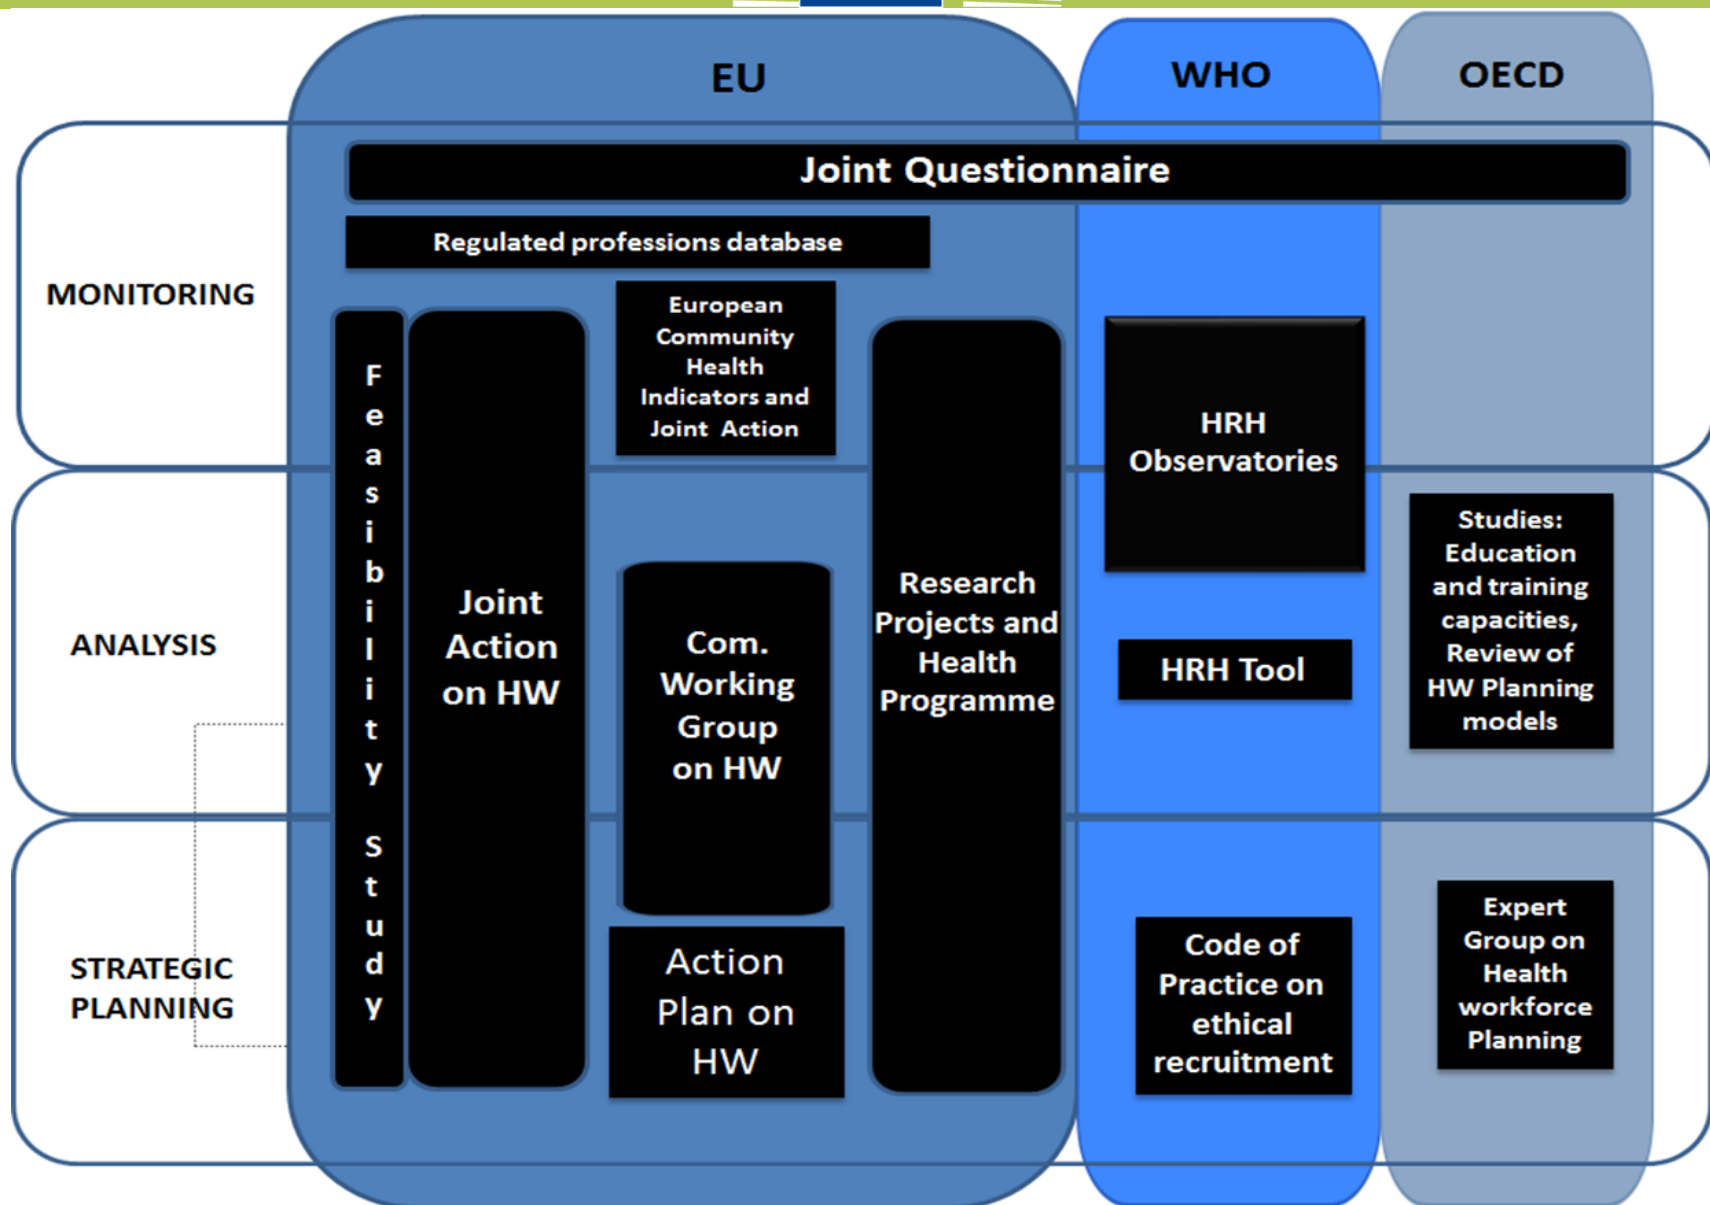 EU
WHO
OECD
MONITORING
Joint Questionnaire
Regulated professions database
European
Community
Health
Indicators and
Joint Action
Feasibility Study
Joint
Action
on HW
Com.
Working
Group
on HW
Research
Projects and
Health
Programme
HRH
Observatories
ANALYSIS
HRH Tool
Studies:
Education
and training
capacities,
Review of
HW Planning
models
STRATEGIC
PLANNING
Action
Plan on
HW
Code of
Practice on
ethical
recruitment
Expert
Group on
Health
workforce
Planning